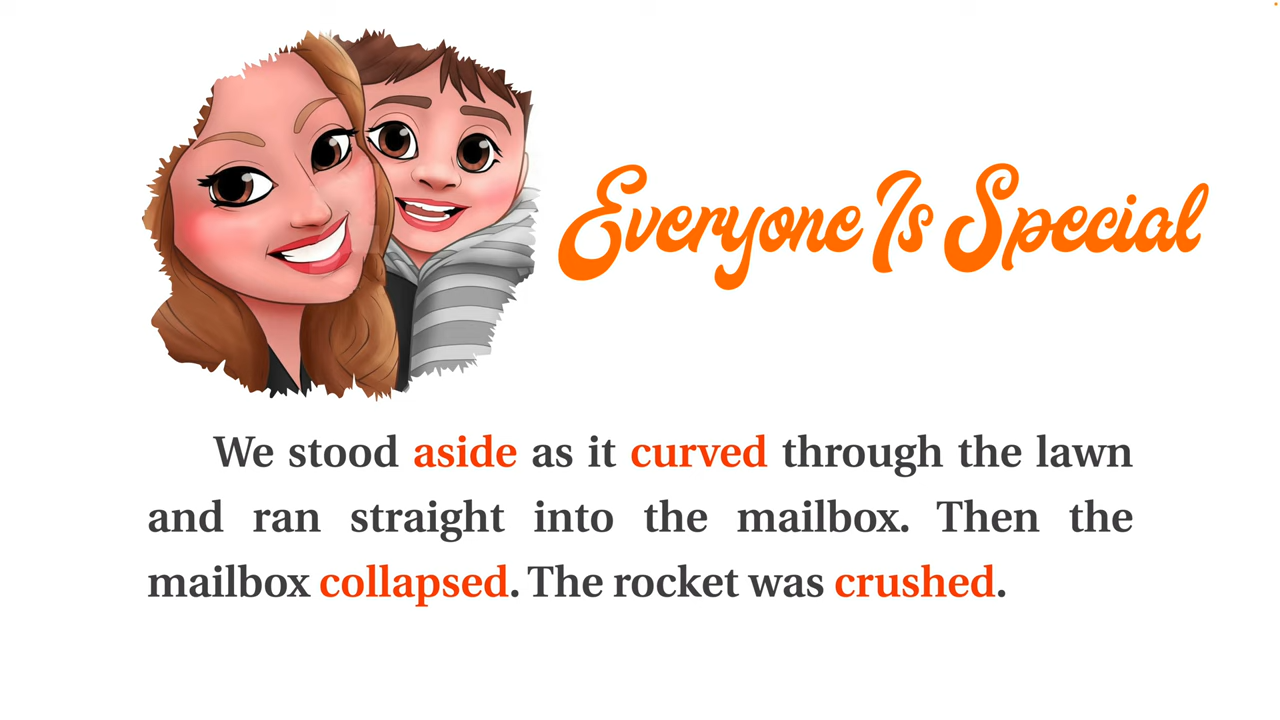 Everyone Is Special
We stood aside as it curved through the lawn
and ran straight into the mailbox. Then the
mailbox collapsed. The rocket was crushed.